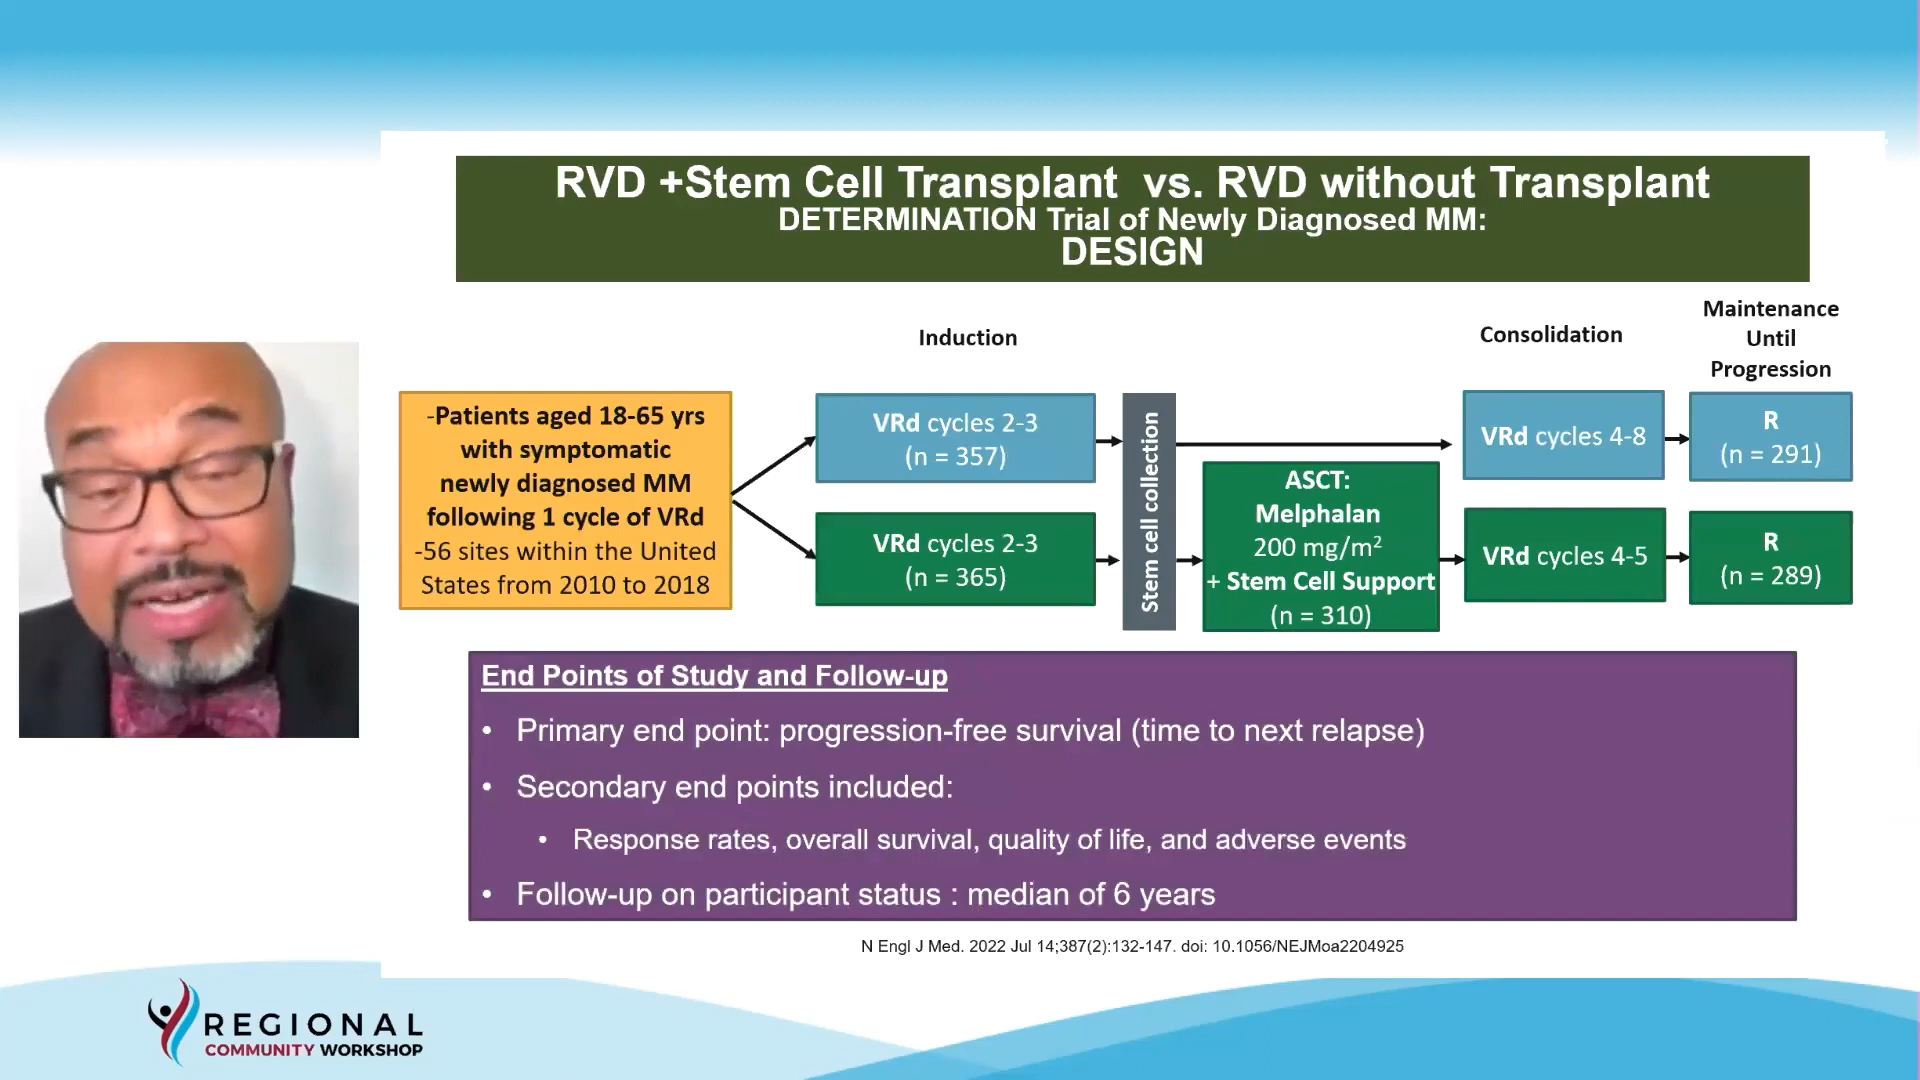 RVD +Stem Cell Transplant vs. RVD without Transplant
DETERMINATION Trial of Newly Diagnosed MM:
DESIGN
Induction
Consolidation
Maintenance
Until
Progression
-Patients aged 18-65 yrs
with symptomatic
newly diagnosed MM
following 1 cycle of VRd
-56 sites within the United
States from 2010 to 2018
VRd cycles 2-3
(n = 357)
VRd cycles 2-3
(n = 365)
Stem cell collection
ASCT:
Melphalan
200 mg/m²
+ Stem Cell Support
(n = 310)
VRd cycles 4-8
VRd cycles 4-5
R
(n = 291)
R
(n = 289)
End Points of Study and Follow-up
• Primary end point: progression-free survival (time to next relapse)
• Secondary end points included:
• Response rates, overall survival, quality of life, and adverse events
• Follow-up on participant status : median of 6 years
N Engl J Med. 2022 Jul 14;387(2):132-147. doi: 10.1056/NEJMoa2204925
REGIONAL
COMMUNITY WORKSHOP